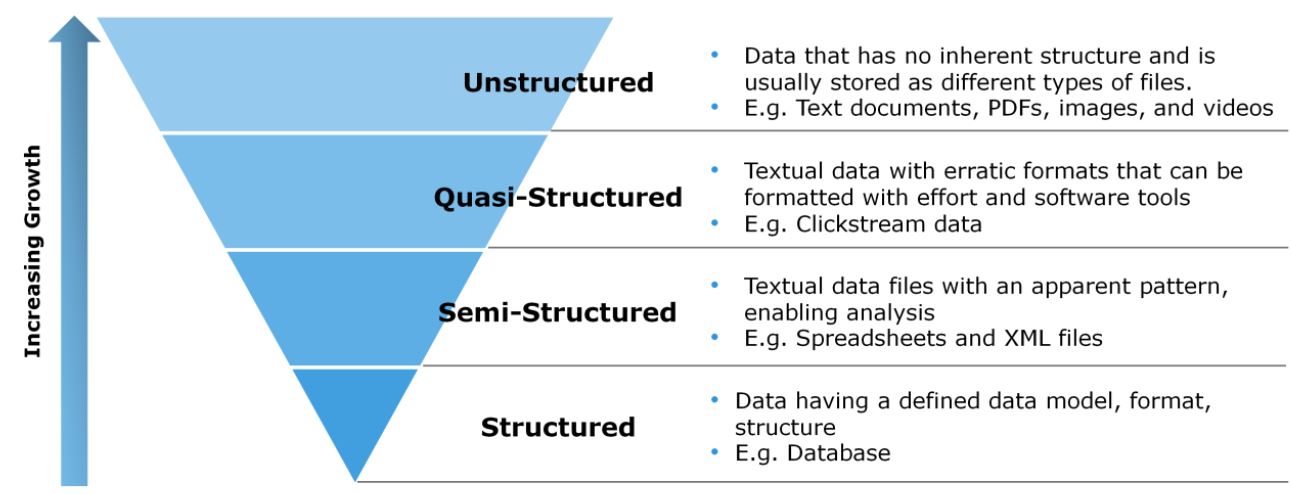 Increasing Growth
Unstructured
• Data that has no inherent structure and is
usually stored as different types of files.
• E.g. Text documents, PDFs, images, and videos
Quasi-Structured
• Textual data with erratic formats that can be
formatted with effort and software tools
• E.g. Clickstream data
Semi-Structured
• Textual data files with an apparent pattern,
enabling analysis
• E.g. Spreadsheets and XML files
Structured
• Data having a defined data model, format,
structure
• E.g. Database